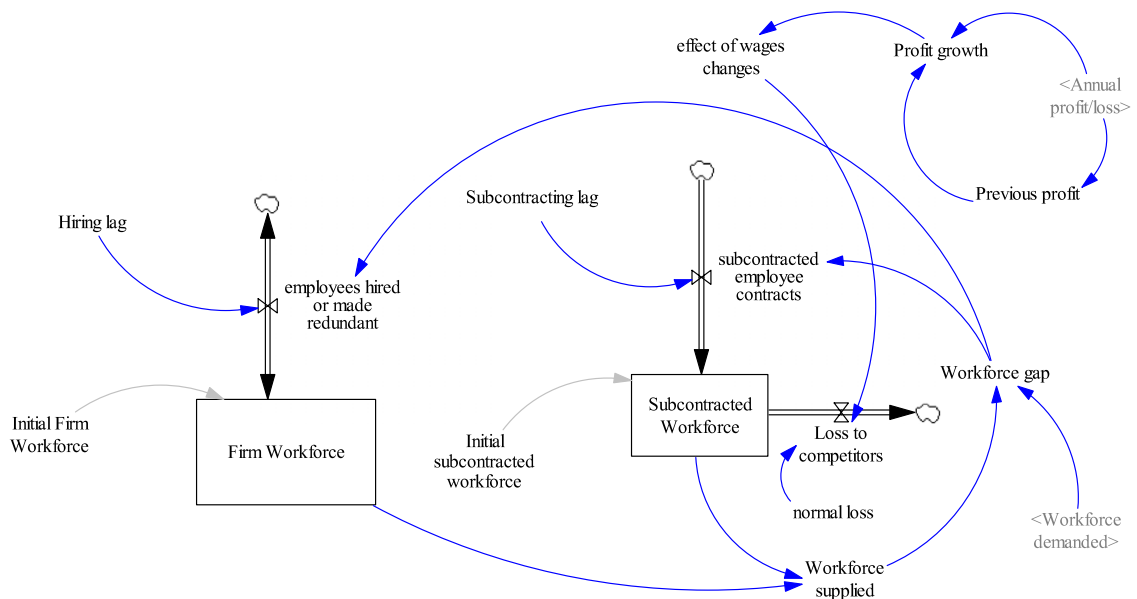 effect of wages
changes
Profit growth
<Annual
profit/loss>
Previous profit
Hiring lag
Subcontracting lag
employees hired
or made
redundant
subcontracted
employee
contracts
Workforce gap
Initial Firm
Workforce
Firm Workforce
Initial
subcontracted
workforce
Subcontracted
Workforce
Loss to
competitors
normal loss
<Workforce
demanded>
Workforce
supplied